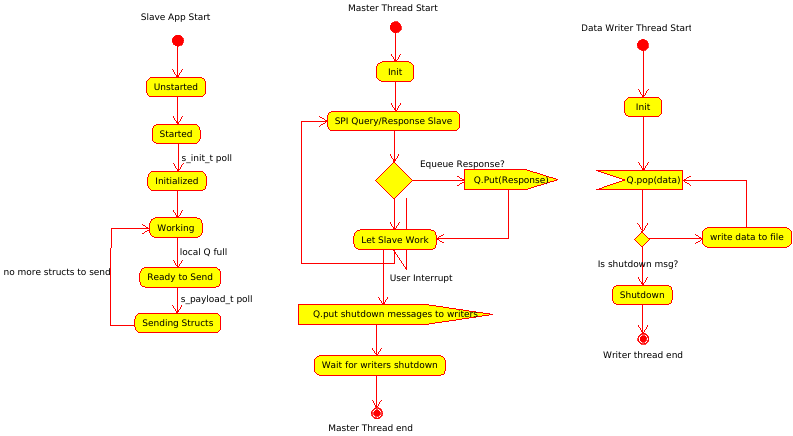 Slave App Start
Unstarted
Started
s_init_t poll
Initialized
Working
local Q full
no more structs to send
Ready to Send
s_payload_t poll
Sending Structs
Master Thread Start
Init
SPI Query/Response Slave
Equeue Response?
Q.Put(Response)
Let Slave Work
User Interrupt
Q.put shutdown messages to writers
Wait for writers shutdown
Master Thread end
Data Writer Thread Start
Init
Q.pop(data)
write data to file
Is shutdown msg?
Shutdown
Writer thread end